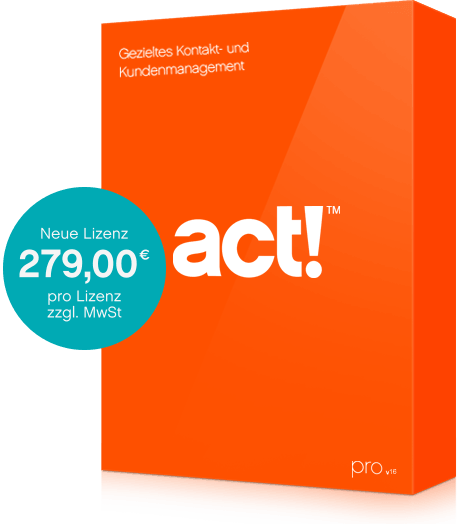 Gezieltes Kontakt- und
Kundenmanagement
act!™
Neue Lizenz
279,00€
pro Lizenz
zzgl. MwSt
pro v16